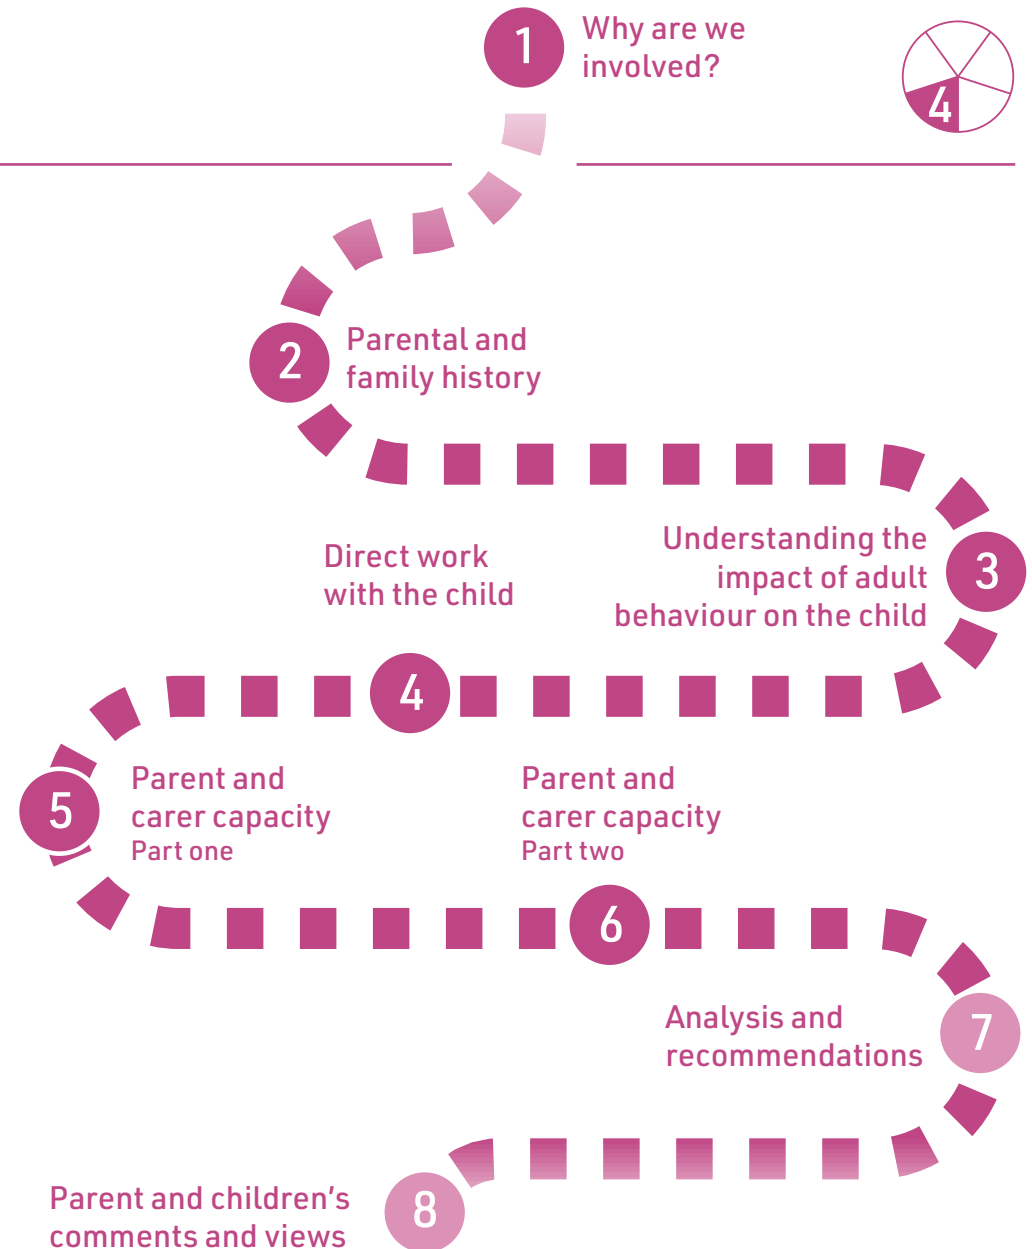 1
Why are we
involved?
4
2
Parental and
family history
Understanding the
impact of adult
behaviour on the child
3
Direct work
with the child
4
5
Parent and
carer capacity
Part one
Parent and
carer capacity
Part two
6
Analysis and
recommendations
7
Parent and children's
comments and views
8